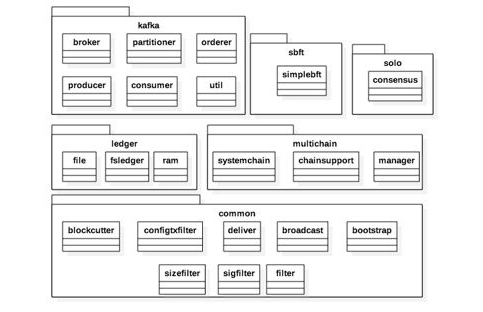 kafka
broker partitioner orderer
producer consumer util
sbft
simplebft
solo
consensus
ledger
file fsledger ram
multichain
systemchain chainsupport manager
common
blockcutter configtxfilter deliver broadcast bootstrap
sizefilter sigfilter filter